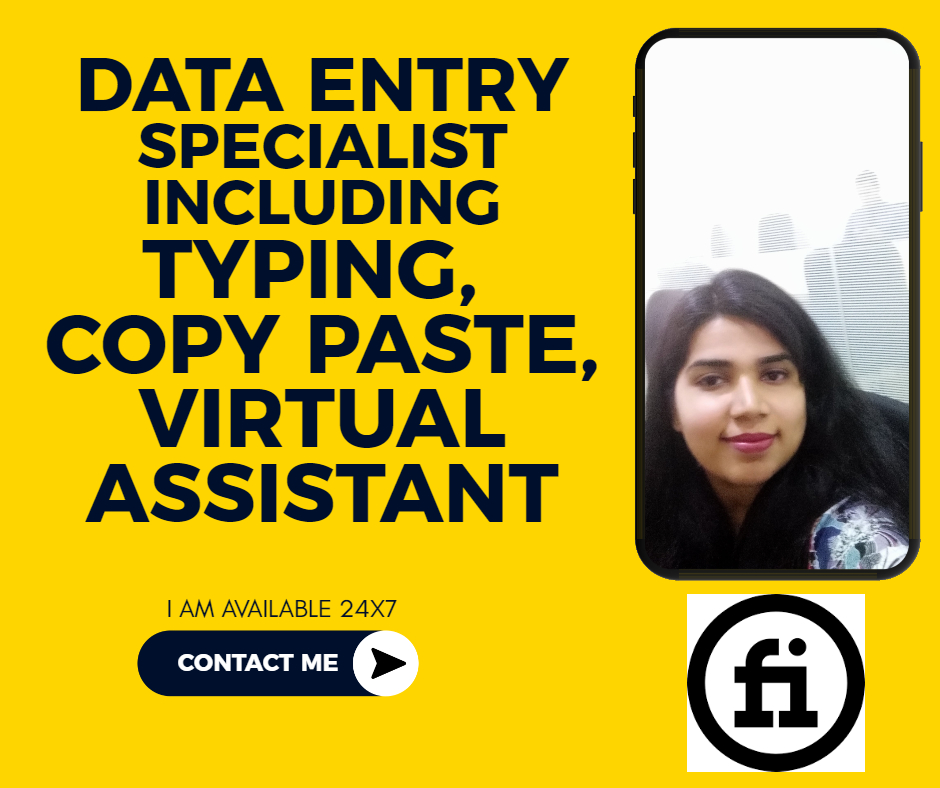 DATA ENTRY
SPECIALIST
INCLUDING
TYPING,
COPY PASTE,
VIRTUAL
ASSISTANT
I AM AVAILABLE 24X7
CONTACT ME
fi